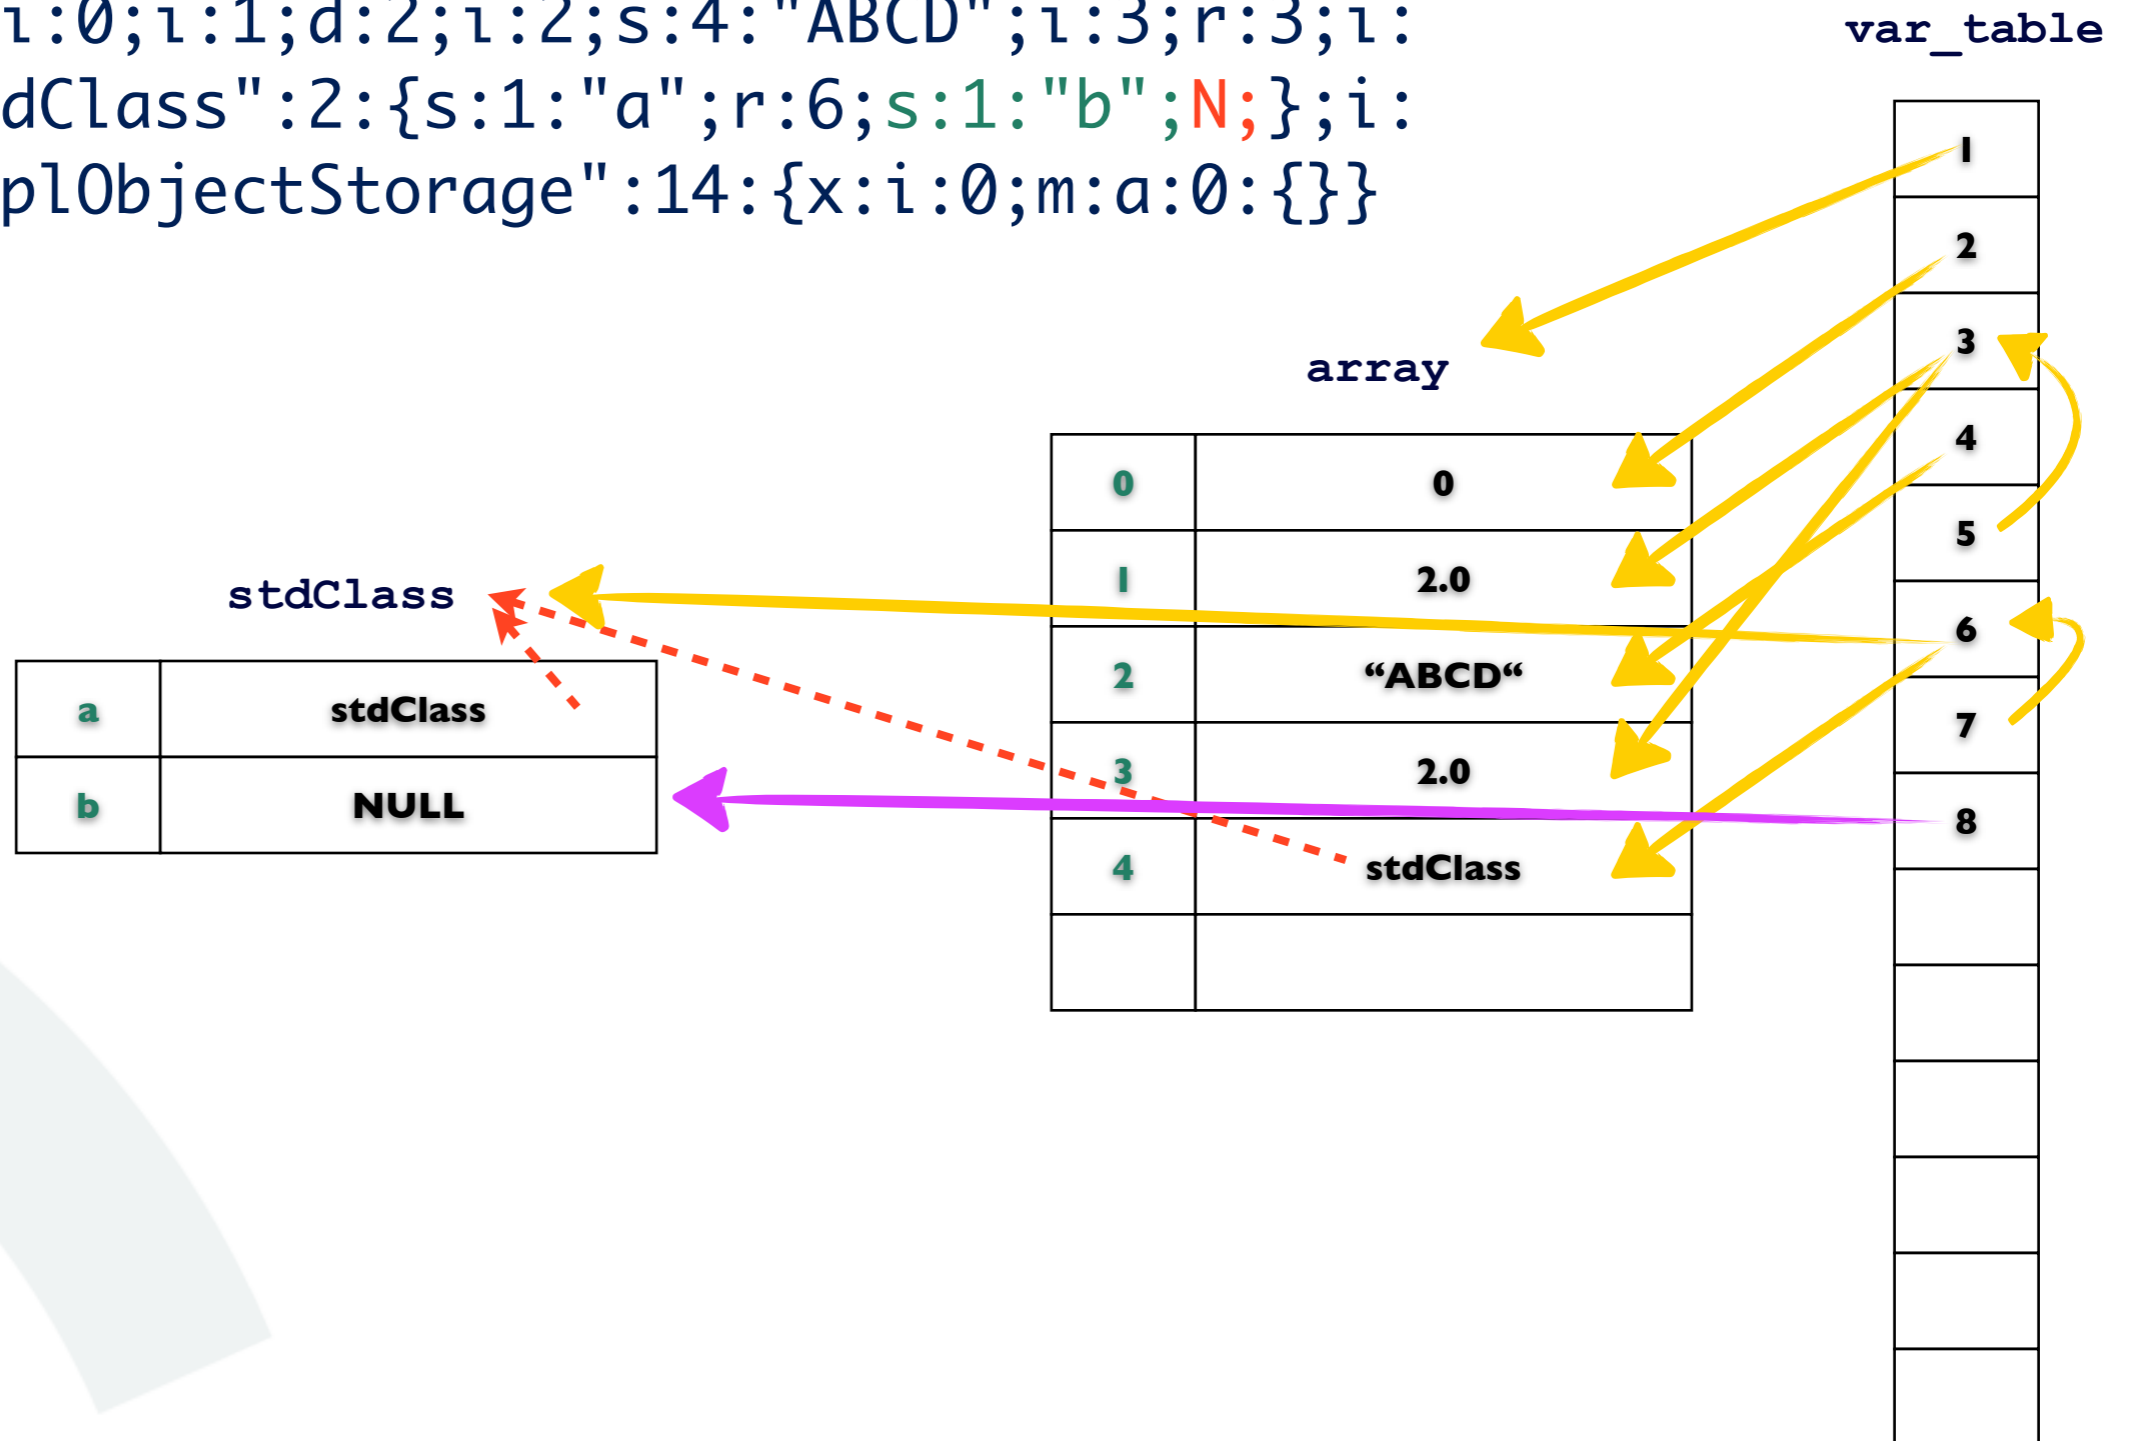 i:0;i:1;d:2;i:2;s:4:"ABCD";i:3;r:3;i:
dClass":2:{s:1:"a";r:6;s:1:"b";N;};i:
plObjectStorage":14:{x:i:0;m:a:0:{}}
var_table
1
2
3
4
5
6
7
8
array
0 0
1 2.0
2 “ABCD“
3 2.0
4 stdClass
stdClass
a stdClass
b NULL